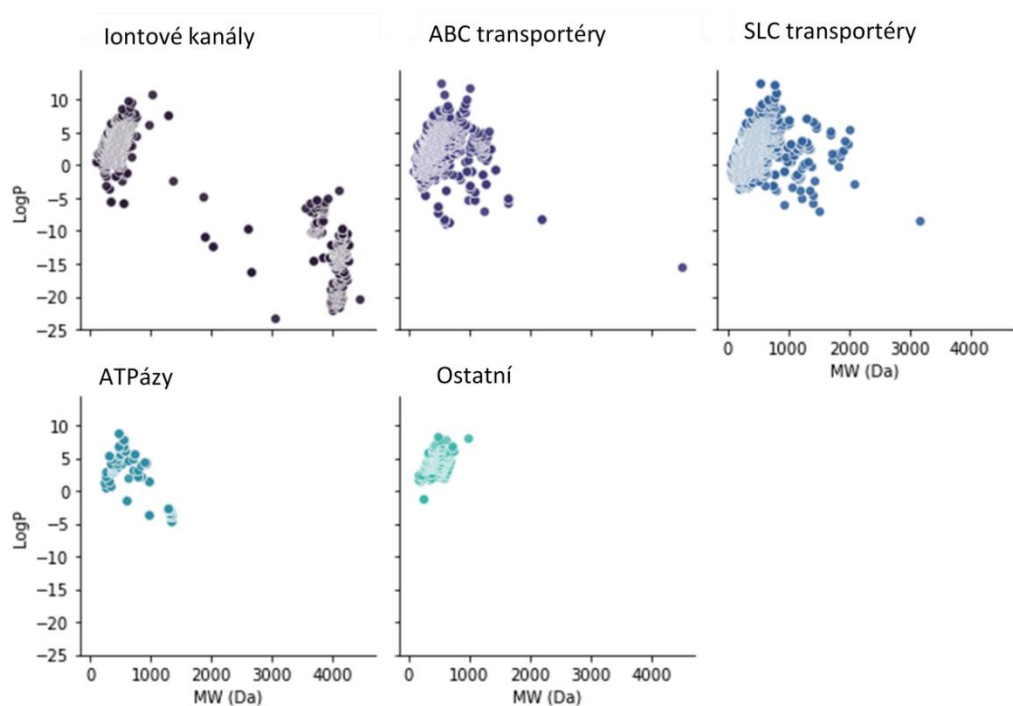 Iontové kanály
ABC transportéry
SLC transportéry
LogP
10
5
0
−5
−10
−15
−20
−25
0 1000 2000 3000 4000
MW (Da)
ATPázy
Ostatní
LogP
10
5
0
−5
−10
−15
−20
−25
0 1000 2000 3000 4000
MW (Da)
0 1000 2000 3000 4000
MW (Da)